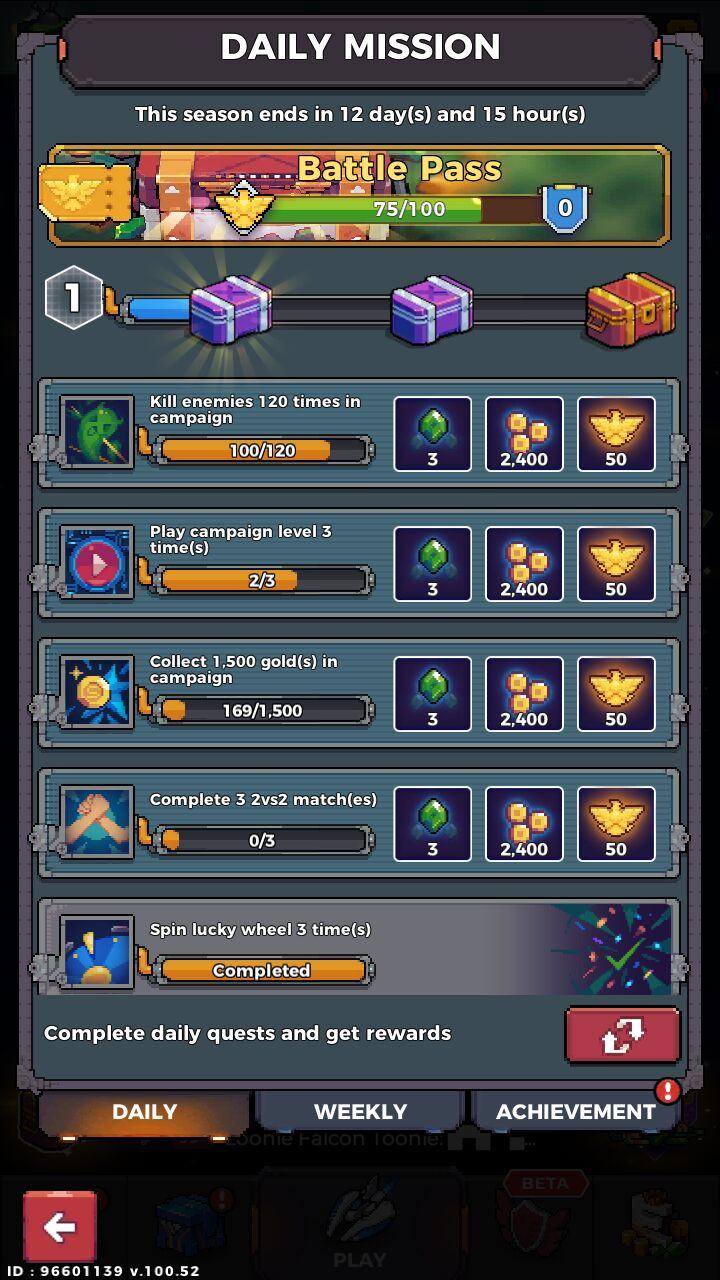 DAILY MISSION
This season ends in 12 day(s) and 15 hour(s)
Battle Pass
75/100
0
1
Kill enemies 120 times in
campaign
100/120
3
2,400
50
Play campaign level 3
time(s)
2/3
3
2,400
50
Collect 1,500 gold(s) in
campaign
169/1,500
3
2,400
50
Complete 3 2vs2 match(es)
0/3
3
2,400
50
Spin lucky wheel 3 time(s)
Completed
Complete daily quests and get rewards
DAILY
WEEKLY
ACHIEVEMENT
!
Loonie Falcon Toonie:
...
!
BETA
PLAY
ID : 96601139 v.100.52